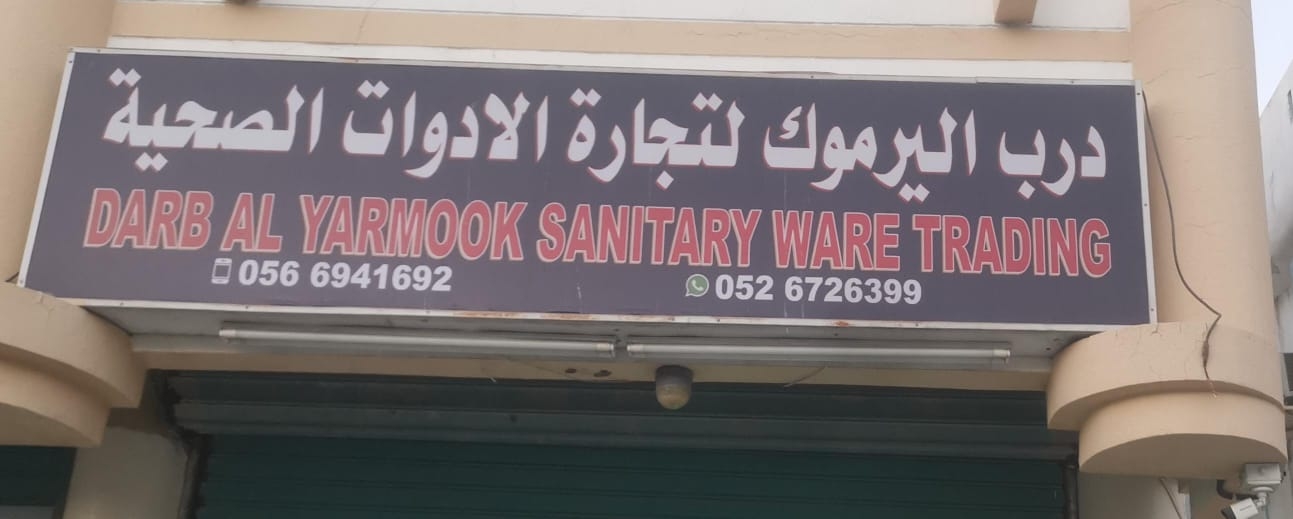 درب اليرموك لتجارة الادوات الصحية
DARB AL YARMOOK SANITARY WARE TRADING
056 6941692 052 6726399